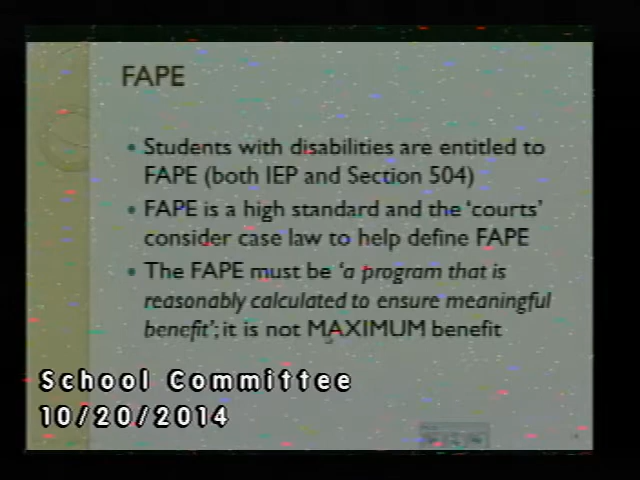 FAPE
• Students with disabilities are entitled to
FAPE (both IEP and Section 504)
• FAPE is a high standard and the 'courts'
consider case law to help define FAPE
• The FAPE must be 'a program that is
reasonably calculated to ensure meaningful
benefit'; it is not MAXIMUM benefit
School Committee
10/20/2014